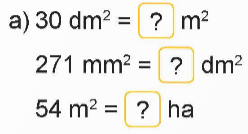 a) 30 dm² = ? m²
271 mm² = ? dm²
54 m² = ? ha